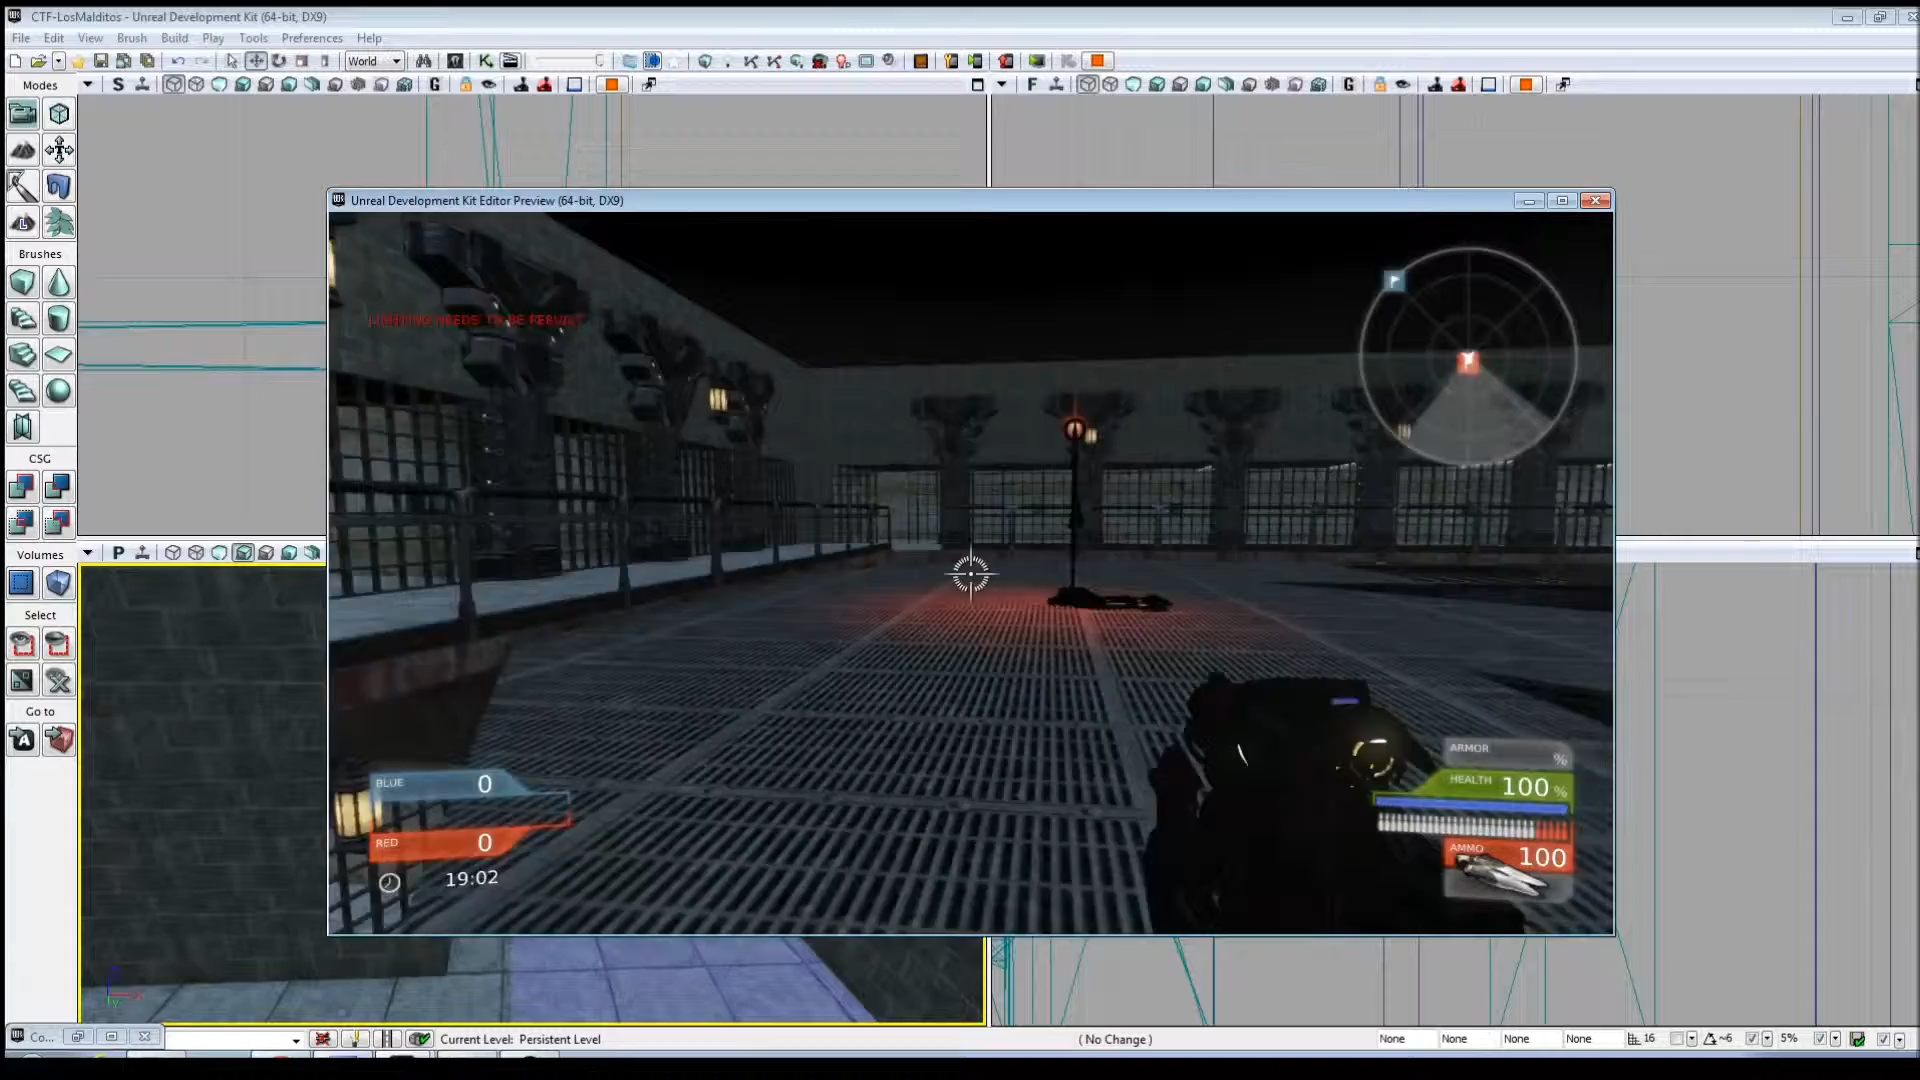 CTF-LosMalditos - Unreal Development Kit (64-bit, DX9)
File Edit View Brush Build Play Tools Preferences Help
World
Modes
S
G
F
G
Unreal Development Kit Editor Preview (64-bit, DX9)
LIGHTING NEEDS TO BE REBUILT
Brushes
CSG
Volumes
P
Select
Go to
BLUE 0
RED 0
19:02
ARMOR
%
HEALTH 100 %
AMMO 100
Co...
Current Level: Persistent Level
( No Change )
None None None None
16
~6
5%